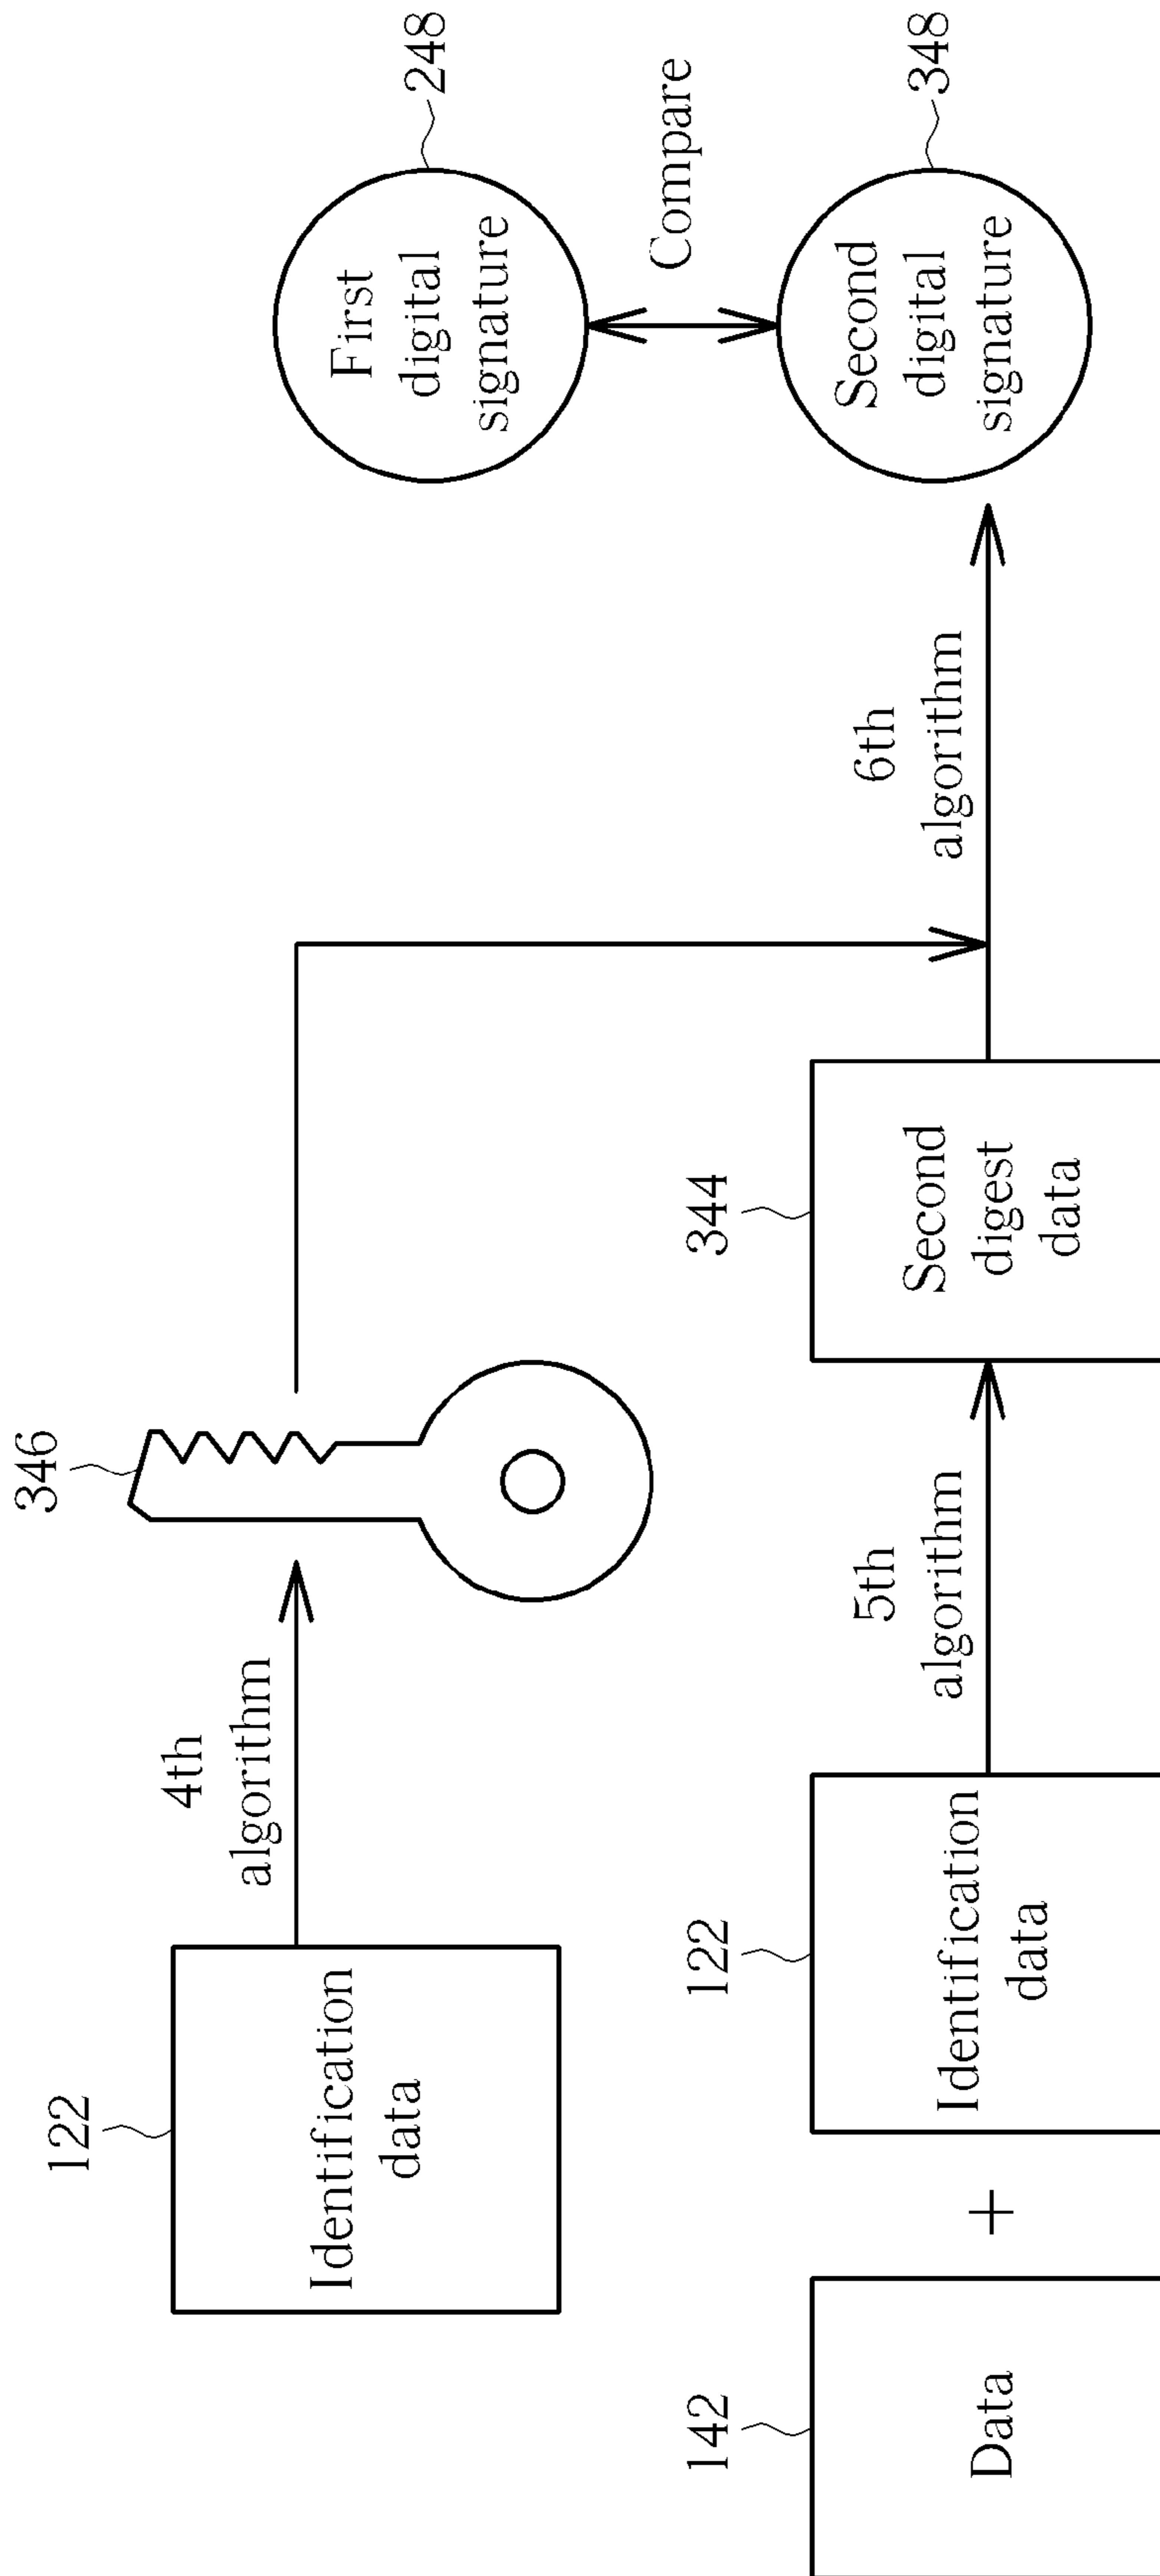 346
122
4th
algorithm
Identification
data
248
First
digital
signature
Compare
142
122
5th
algorithm
344
6th
algorithm
348
Data
+
Identification
data
Second
digest
data
Second
digital
signature